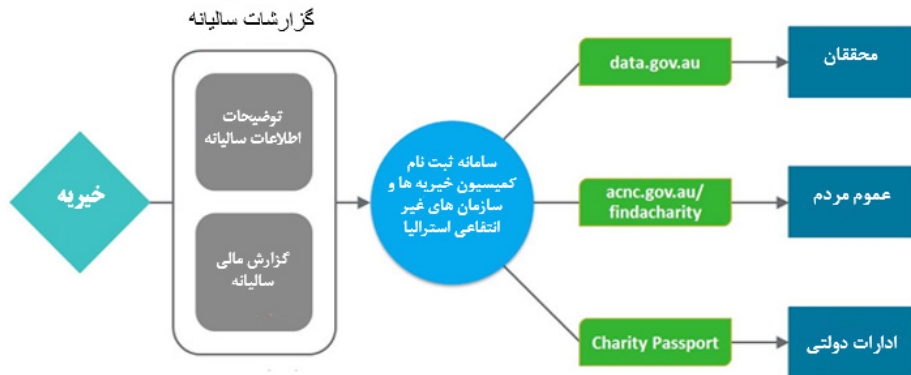 گزارشات سالیانه
خیریه
توضیحات
اطلاعات سالیانه
گزارش مالی
سالیانه
سامانه ثبت نام
کمیسیون خیریه ها و
سازمان های غیر
انتفاعی استرالیا
data.gov.au
محققان
acnc.gov.au/
findacharity
عموم مردم
Charity Passport
ادارات دولتی